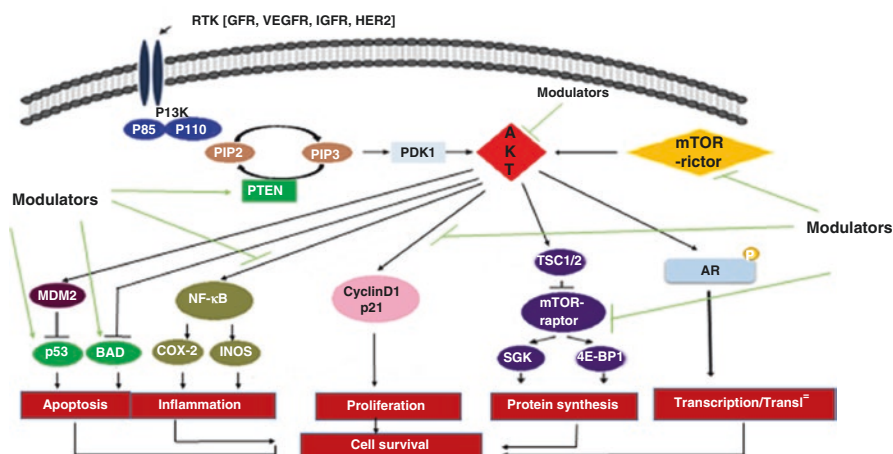 RTK [GFR, VEGFR, IGFR, HER2]
Modulators
P13K
P85
P110
PIP2
PIP3
PDK1
A
K
T
mTOR
-rictor
PTEN
Modulators
Modulators
MDM2
NF-κB
CyclinD1
p21
TSC1/2
mTOR-
raptor
P
AR
p53
BAD
COX-2
INOS
SGK
4E-BP1
Apoptosis
Inflammation
Proliferation
Protein synthesis
Transcription/Transl=
Cell survival